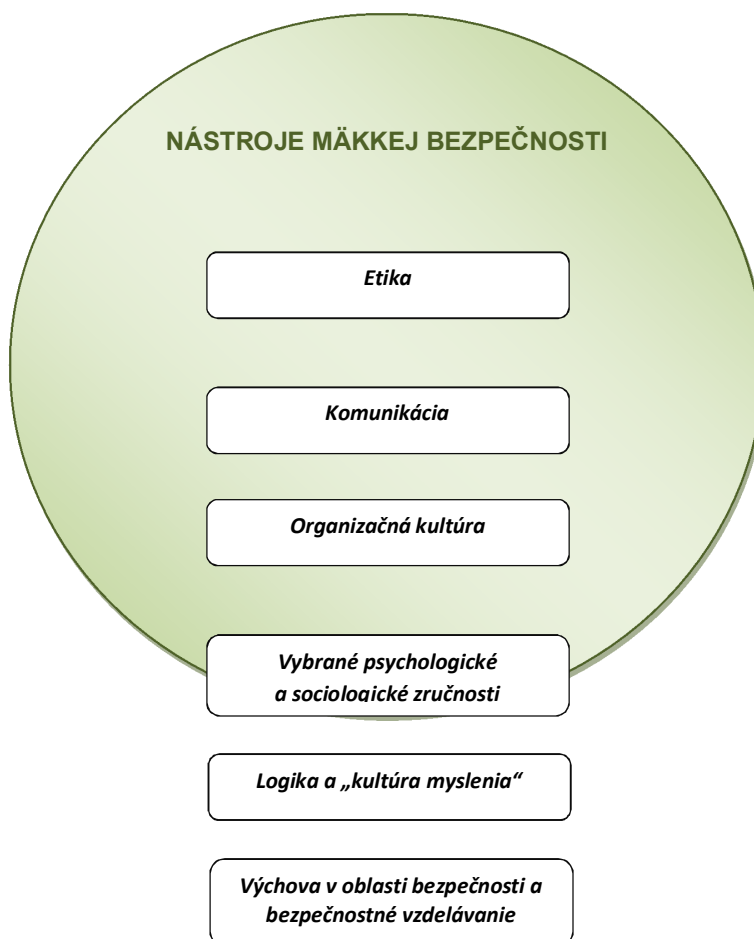 NÁSTROJE MÄKKEJ BEZPEČNOSTI
Etika
Komunikácia
Organizačná kultúra
Vybrané psychologické
a sociologické zručnosti
Logika a „kultúra myslenia“
Výchova v oblasti bezpečnosti a
bezpečnostné vzdelávanie